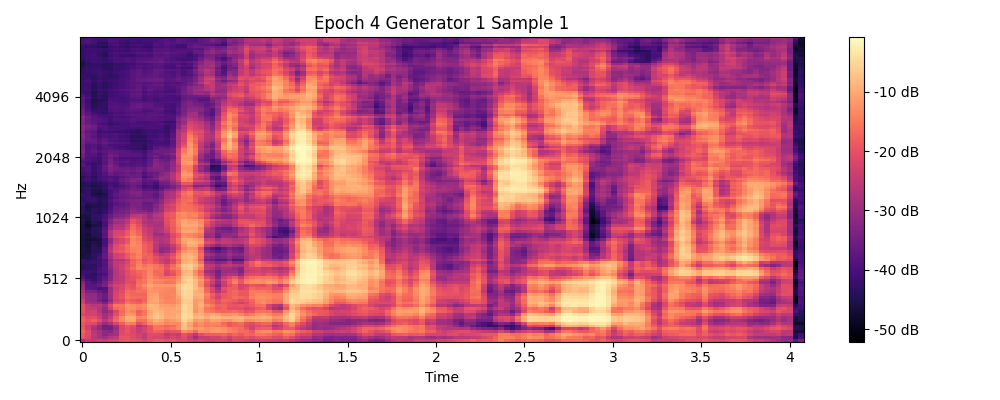 Epoch 4 Generator 1 Sample 1
Hz
4096
2048
1024
512
0
0 0.5 1 1.5 2 2.5 3 3.5 4
Time
-10 dB
-20 dB
-30 dB
-40 dB
-50 dB